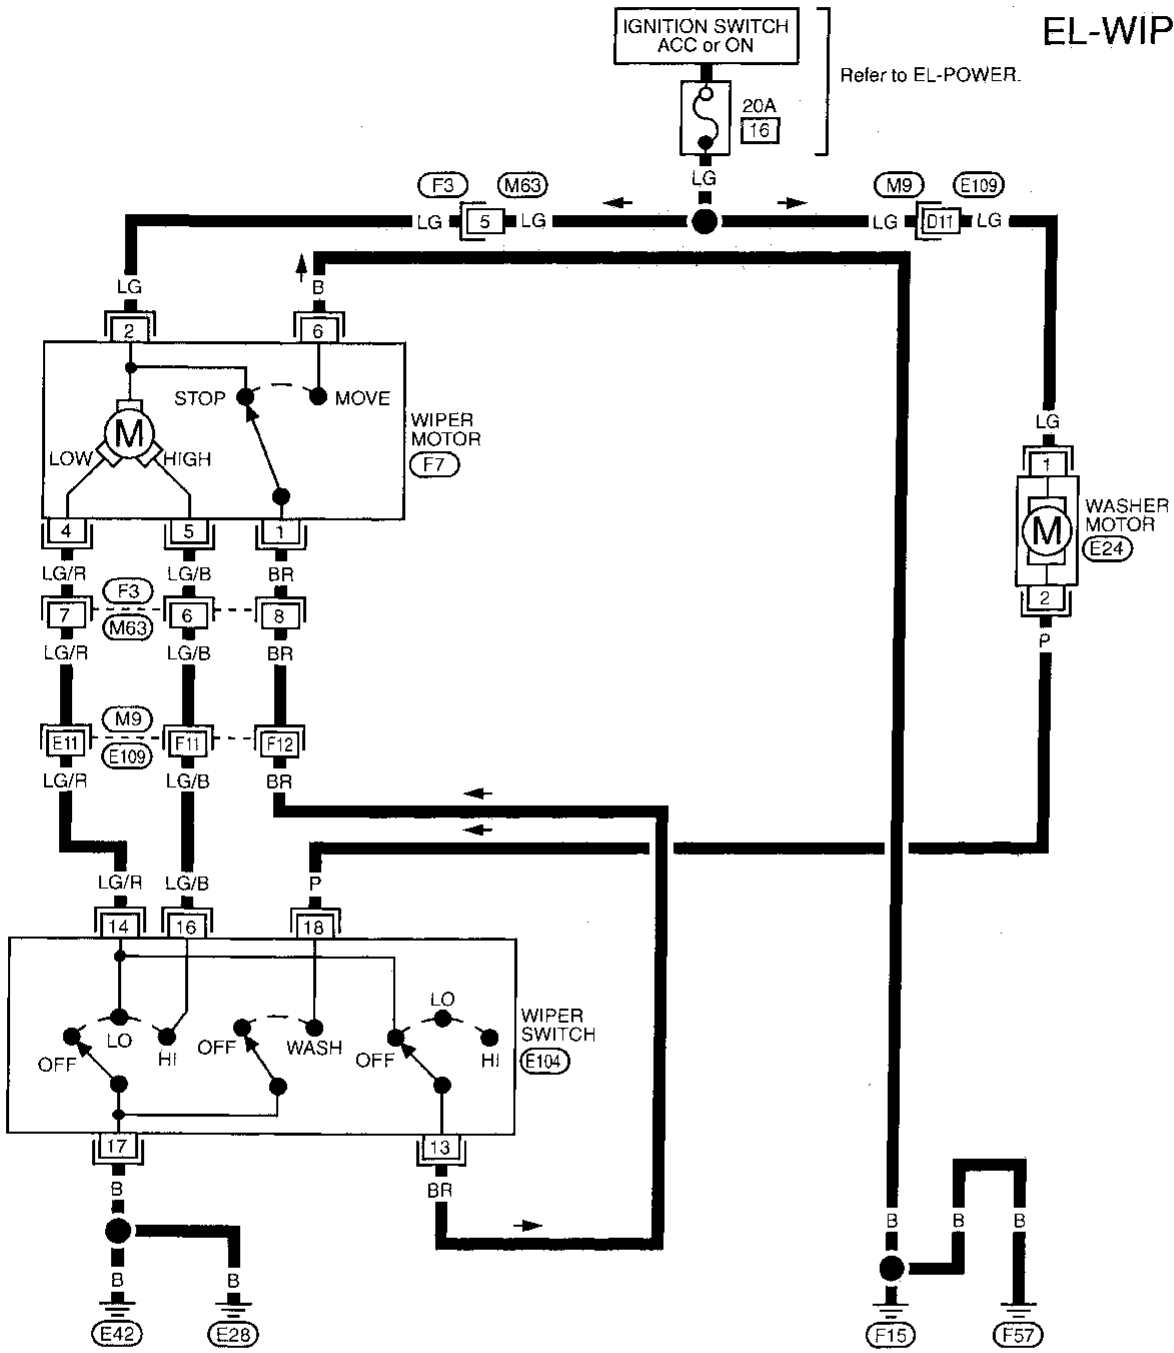 EL-WIP
IGNITION SWITCH
ACC or ON
Refer to EL-POWER.
20A
16
LG
F3
M63
M9
E109
LG
5
LG
LG
D11
LG
LG
B
2
6
STOP
MOVE
M
LOW
HIGH
WIPER
MOTOR
F7
4
5
1
LG/R
LG/B
BR
F3
7
6
8
M63
LG/R
LG/B
BR
M9
E11
F11
F12
E109
LG/R
LG/B
BR
LG
1
M
WASHER
MOTOR
E24
2
P
LG/R
LG/B
P
14
16
18
OFF
LO
HI
OFF
WASH
LO
OFF
HI
WIPER
SWITCH
E104
17
13
B
BR
B
B
E42
E28
B
B
B
F15
F57